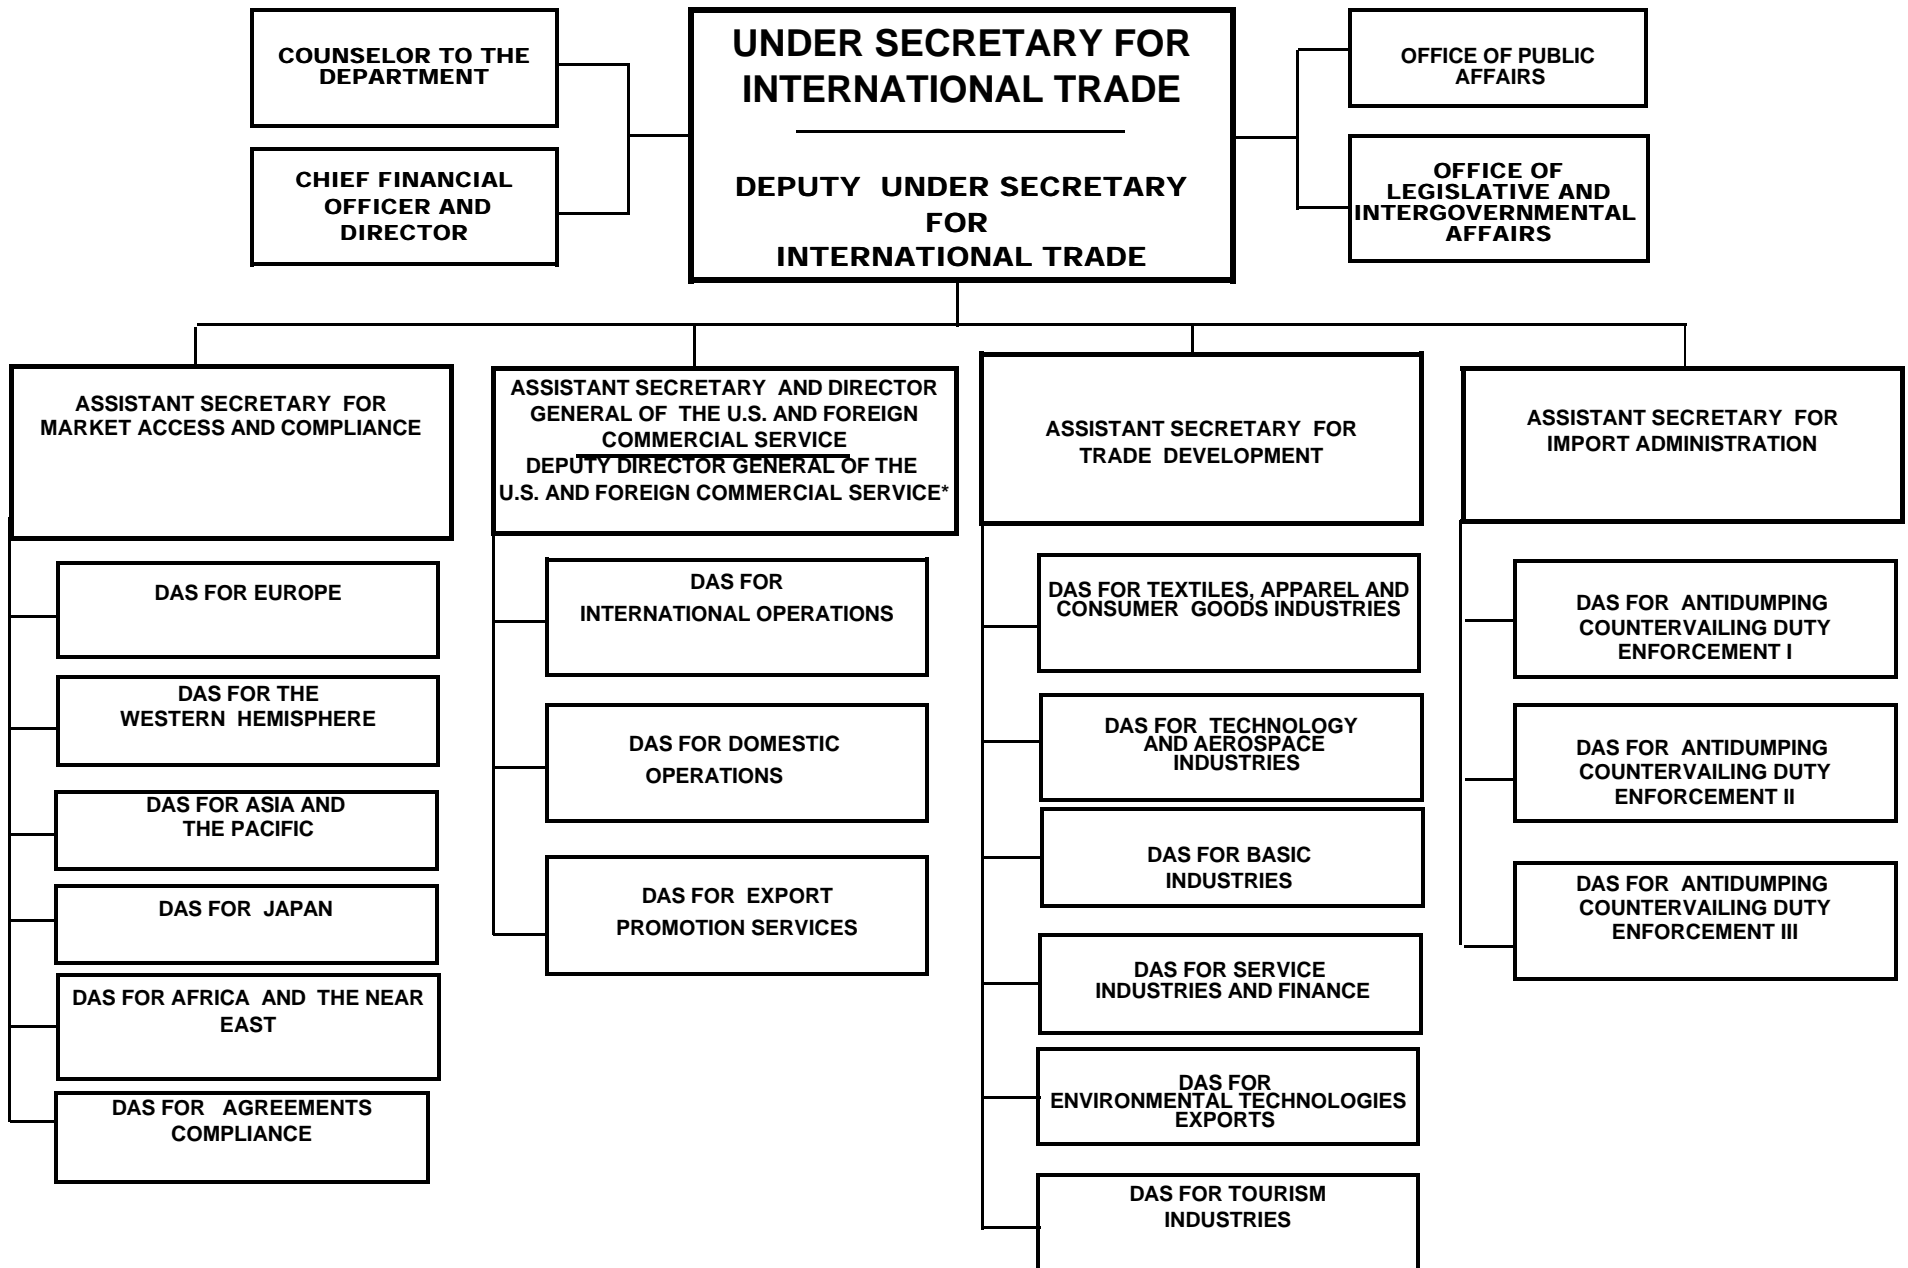 COUNSELOR TO THE
DEPARTMENT
CHIEF FINANCIAL
OFFICER AND
DIRECTOR
UNDER SECRETARY FOR
INTERNATIONAL TRADE
DEPUTY UNDER SECRETARY
FOR
INTERNATIONAL TRADE
OFFICE OF PUBLIC
AFFAIRS
OFFICE OF
LEGISLATIVE AND
INTERGOVERNMENTAL
AFFAIRS
ASSISTANT SECRETARY FOR
MARKET ACCESS AND COMPLIANCE
DAS FOR EUROPE
DAS FOR THE
WESTERN HEMISPHERE
DAS FOR ASIA AND
THE PACIFIC
DAS FOR JAPAN
DAS FOR AFRICA AND THE NEAR
EAST
DAS FOR AGREEMENTS
COMPLIANCE
ASSISTANT SECRETARY AND DIRECTOR
GENERAL OF THE U.S. AND FOREIGN
COMMERCIAL SERVICE
DEPUTY DIRECTOR GENERAL OF THE
U.S. AND FOREIGN COMMERCIAL SERVICE*
DAS FOR
INTERNATIONAL OPERATIONS
DAS FOR DOMESTIC
OPERATIONS
DAS FOR EXPORT
PROMOTION SERVICES
ASSISTANT SECRETARY FOR
TRADE DEVELOPMENT
DAS FOR TEXTILES, APPAREL AND
CONSUMER GOODS INDUSTRIES
DAS FOR TECHNOLOGY
AND AEROSPACE
INDUSTRIES
DAS FOR BASIC
INDUSTRIES
DAS FOR SERVICE
INDUSTRIES AND FINANCE
DAS FOR
ENVIRONMENTAL TECHNOLOGIES
EXPORTS
DAS FOR TOURISM
INDUSTRIES
ASSISTANT SECRETARY FOR
IMPORT ADMINISTRATION
DAS FOR ANTIDUMPING
COUNTERVAILING DUTY
ENFORCEMENT I
DAS FOR ANTIDUMPING
COUNTERVAILING DUTY
ENFORCEMENT II
DAS FOR ANTIDUMPING
COUNTERVAILING DUTY
ENFORCEMENT III